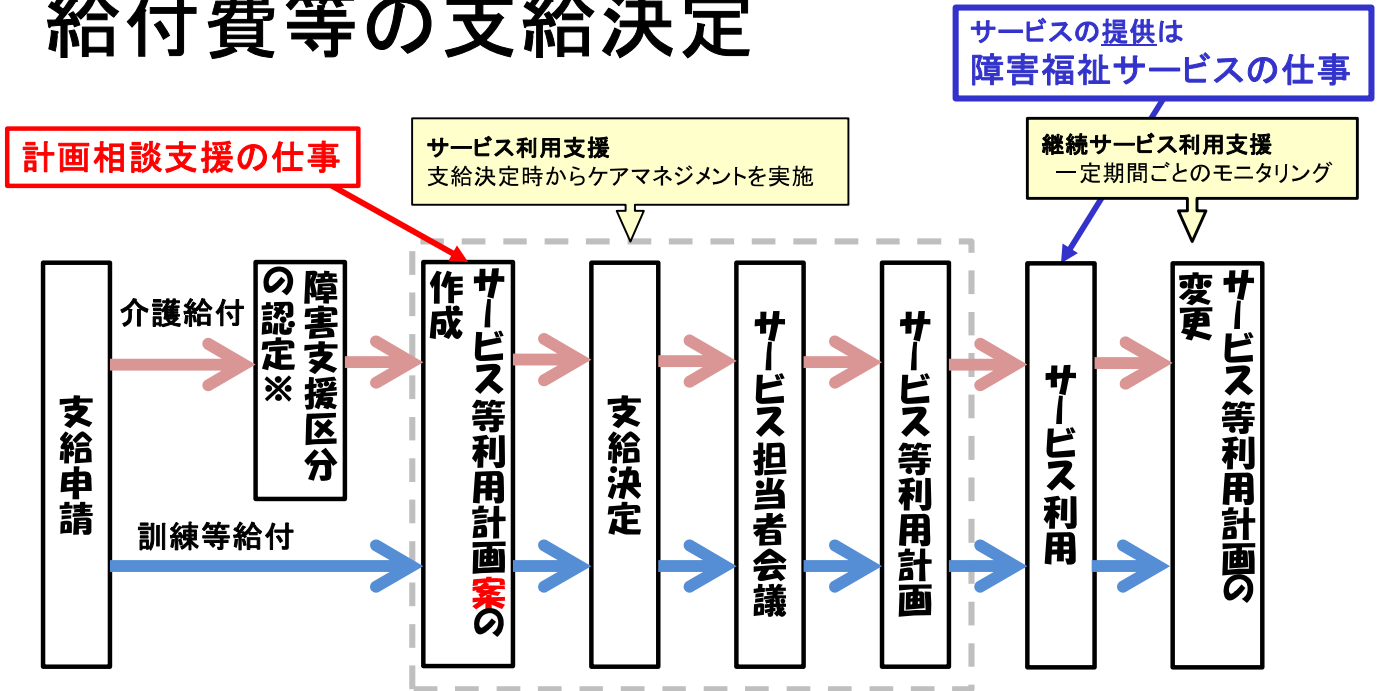 給付費等の支給決定
サービスの提供は
障害福祉サービスの仕事
計画相談支援の仕事
サービス利用支援
支給決定時からケアマネジメントを実施
継続サービス利用支援
一定期間ごとのモニタリング
支給申請
介護給付
訓練等給付
障害支援区分
の認定※
サービス等利用計画案の
作成
支給決定
サービス担当者会議
サービス等利用計画
サービス利用
サービス等利用計画の
変更